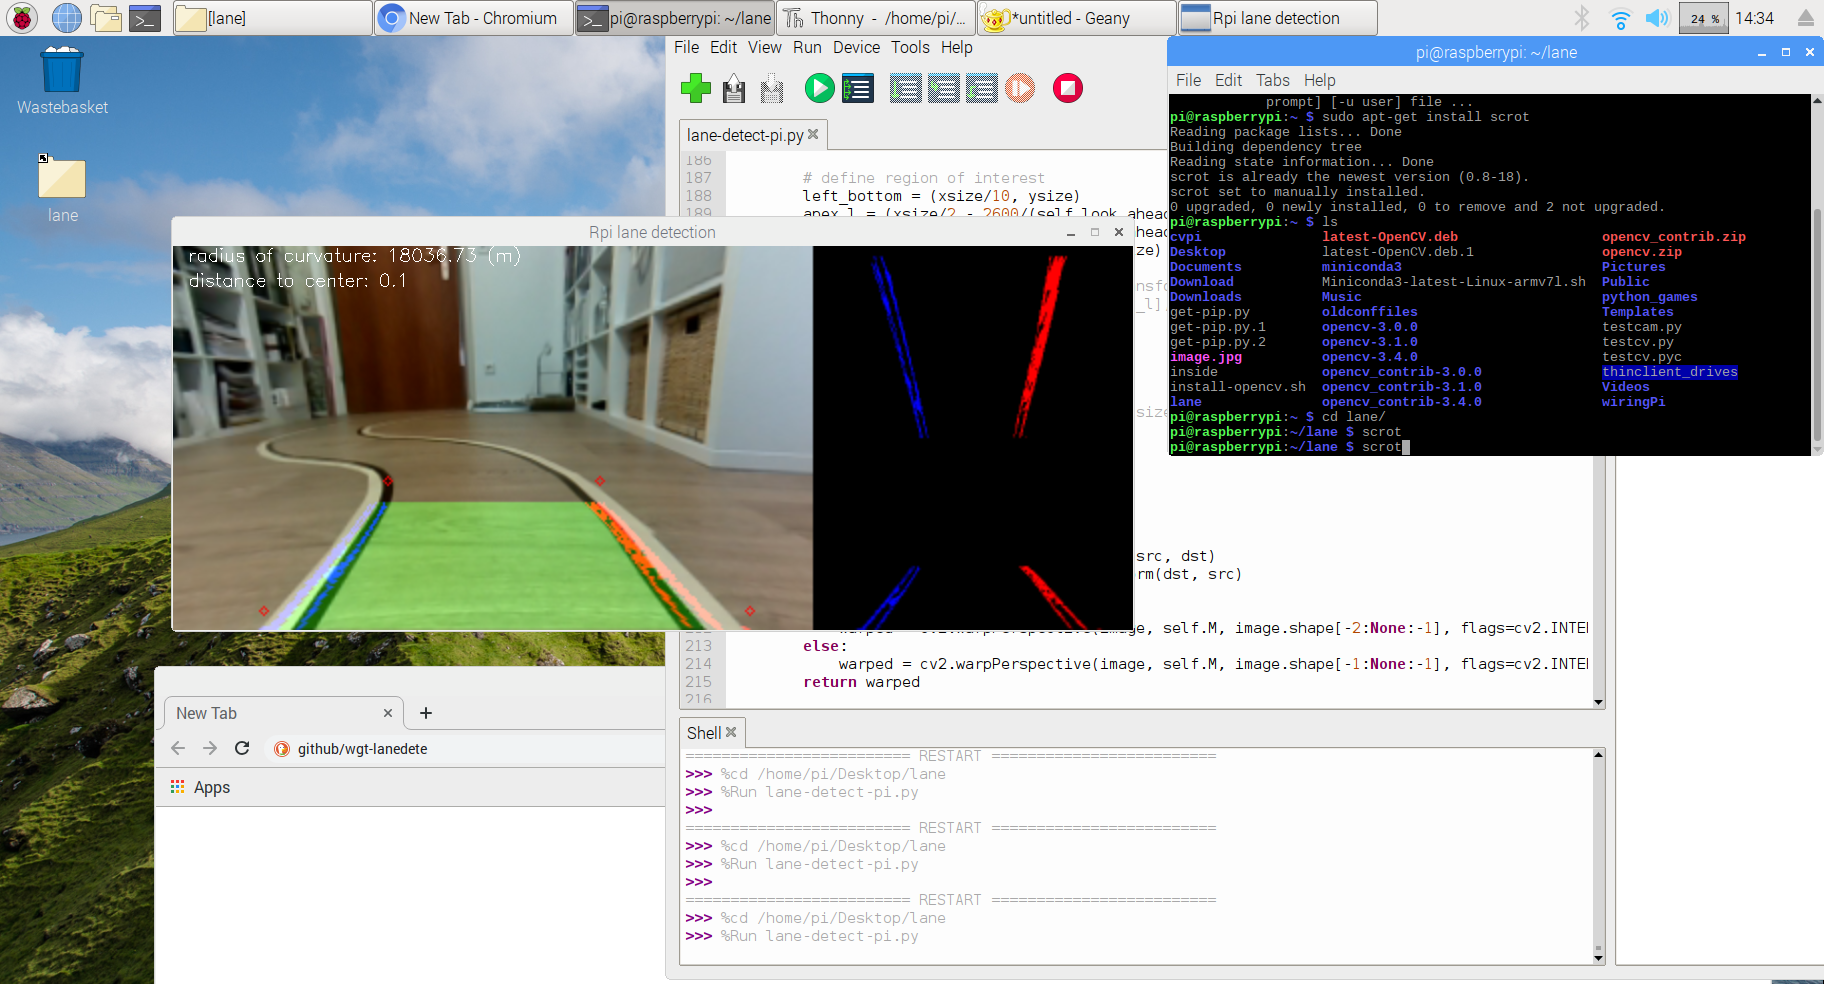 [lane]
New Tab - Chromium
pi@raspberrypi: ~/lane
Thonny - /home/pi/...
*untitled - Geany
Rpi lane detection
24 %
14:34
Wastebasket
lane
File Edit View Run Device Tools Help
lane-detect-pi.py
186
187 # define region of interest
188 left_bottom = (xsize/10, ysize)
189 apex_l = (xsize/2 - 2600/(self.look_ahead
Rpi lane detection
radius of curvature: 18036.73 (m)
distance to center: 0.1
head
ze)
nsfo
_l]
size
src, dst)
rm(dst, src)
warped = cv2.warpPerspective(image, self.M, image.shape[-2:None:-1], flags=cv2.INTE
213 else:
214 warped = cv2.warpPerspective(image, self.M, image.shape[-1:None:-1], flags=cv2.INTE
215 return warped
216
pi@raspberrypi: ~/lane
File Edit Tabs Help
prompt] [-u user] file ...
pi@raspberrypi:~ $ sudo apt-get install scrot
Reading package lists... Done
Building dependency tree
Reading state information... Done
scrot is already the newest version (0.8-18).
scrot set to manually installed.
0 upgraded, 0 newly installed, 0 to remove and 2 not upgraded.
pi@raspberrypi:~ $ ls
cvpi latest-OpenCV.deb opencv_contrib.zip
Desktop latest-OpenCV.deb.1 opencv.zip
Documents miniconda3 Pictures
Download Miniconda3-latest-Linux-armv7l.sh Public
Downloads Music python_games
get-pip.py oldconffiles Templates
get-pip.py.1 opencv-3.0.0 testcam.py
get-pip.py.2 opencv-3.1.0 testcv.py
image.jpg opencv-3.4.0 testcv.pyc
inside opencv_contrib-3.0.0 thinclient_drives
install-opencv.sh opencv_contrib-3.1.0 Videos
lane opencv_contrib-3.4.0 wiringPi
pi@raspberrypi:~ $ cd lane/
pi@raspberrypi:~/lane $ scrot
pi@raspberrypi:~/lane $ scrot
New Tab
github/wgt-lanedete
Apps
Shell
========================= RESTART =========================
>>> %cd /home/pi/Desktop/lane
>>> %Run lane-detect-pi.py
>>>
========================= RESTART =========================
>>> %cd /home/pi/Desktop/lane
>>> %Run lane-detect-pi.py
>>>
========================= RESTART =========================
>>> %cd /home/pi/Desktop/lane
>>> %Run lane-detect-pi.py